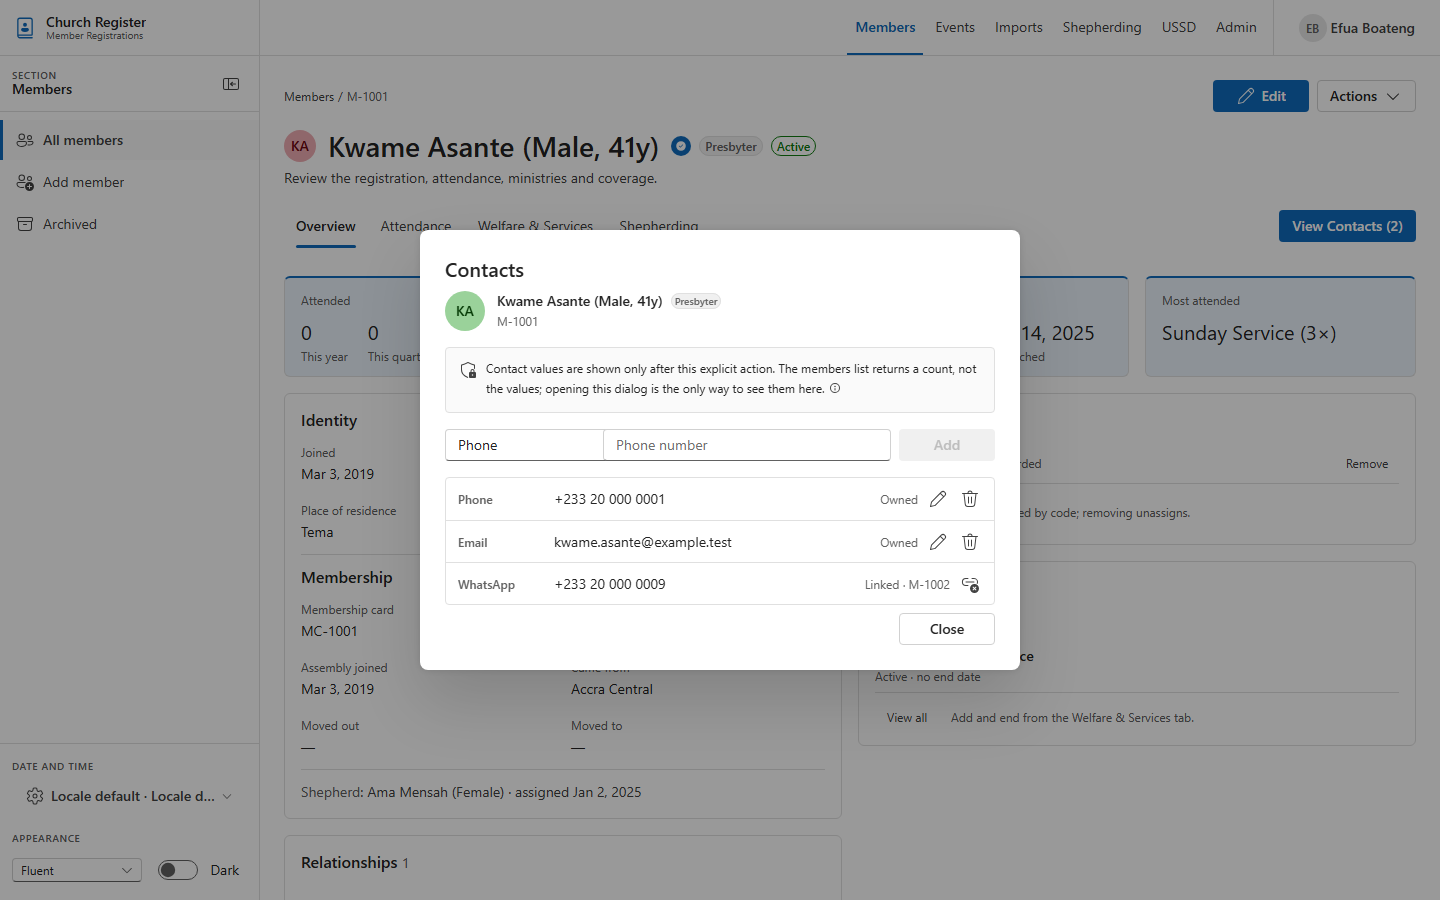 Church Register
Member Registrations
Members
Events
Imports
Shepherding
USSD
Admin
EB
Efua Boateng
SECTION
Members
All members
Add member
Archived
DATE AND TIME
Locale default · Locale d...
APPEARANCE
Fluent
Dark
Members / M-1001
Edit
Actions
KA
Kwame Asante (Male, 41y)
Presbyter
Active
Review the registration, attendance, ministries and coverage.
Overview
Attendance
Welfare & Services
Shepherding
View Contacts (2)
Attended
0
This year
0
This quart
14, 2025
ched
Most attended
Sunday Service (3×)
Identity
Joined
Mar 3, 2019
Place of residence
Tema
Membership
Membership card
MC-1001
Assembly joined
Mar 3, 2019
Accra Central
Moved out
—
Moved to
—
Shepherd: Ama Mensah (Female) · assigned Jan 2, 2025
Relationships 1
rded
Remove
ed by code; removing unassigns.
ce
Active · no end date
View all
Add and end from the Welfare & Services tab.
Contacts
KA
Kwame Asante (Male, 41y)
Presbyter
M-1001
Contact values are shown only after this explicit action. The members list returns a count, not
the values; opening this dialog is the only way to see them here.
Phone
Phone number
Add
Phone
+233 20 000 0001
Owned
Email
kwame.asante@example.test
Owned
WhatsApp
+233 20 000 0009
Linked · M-1002
Close